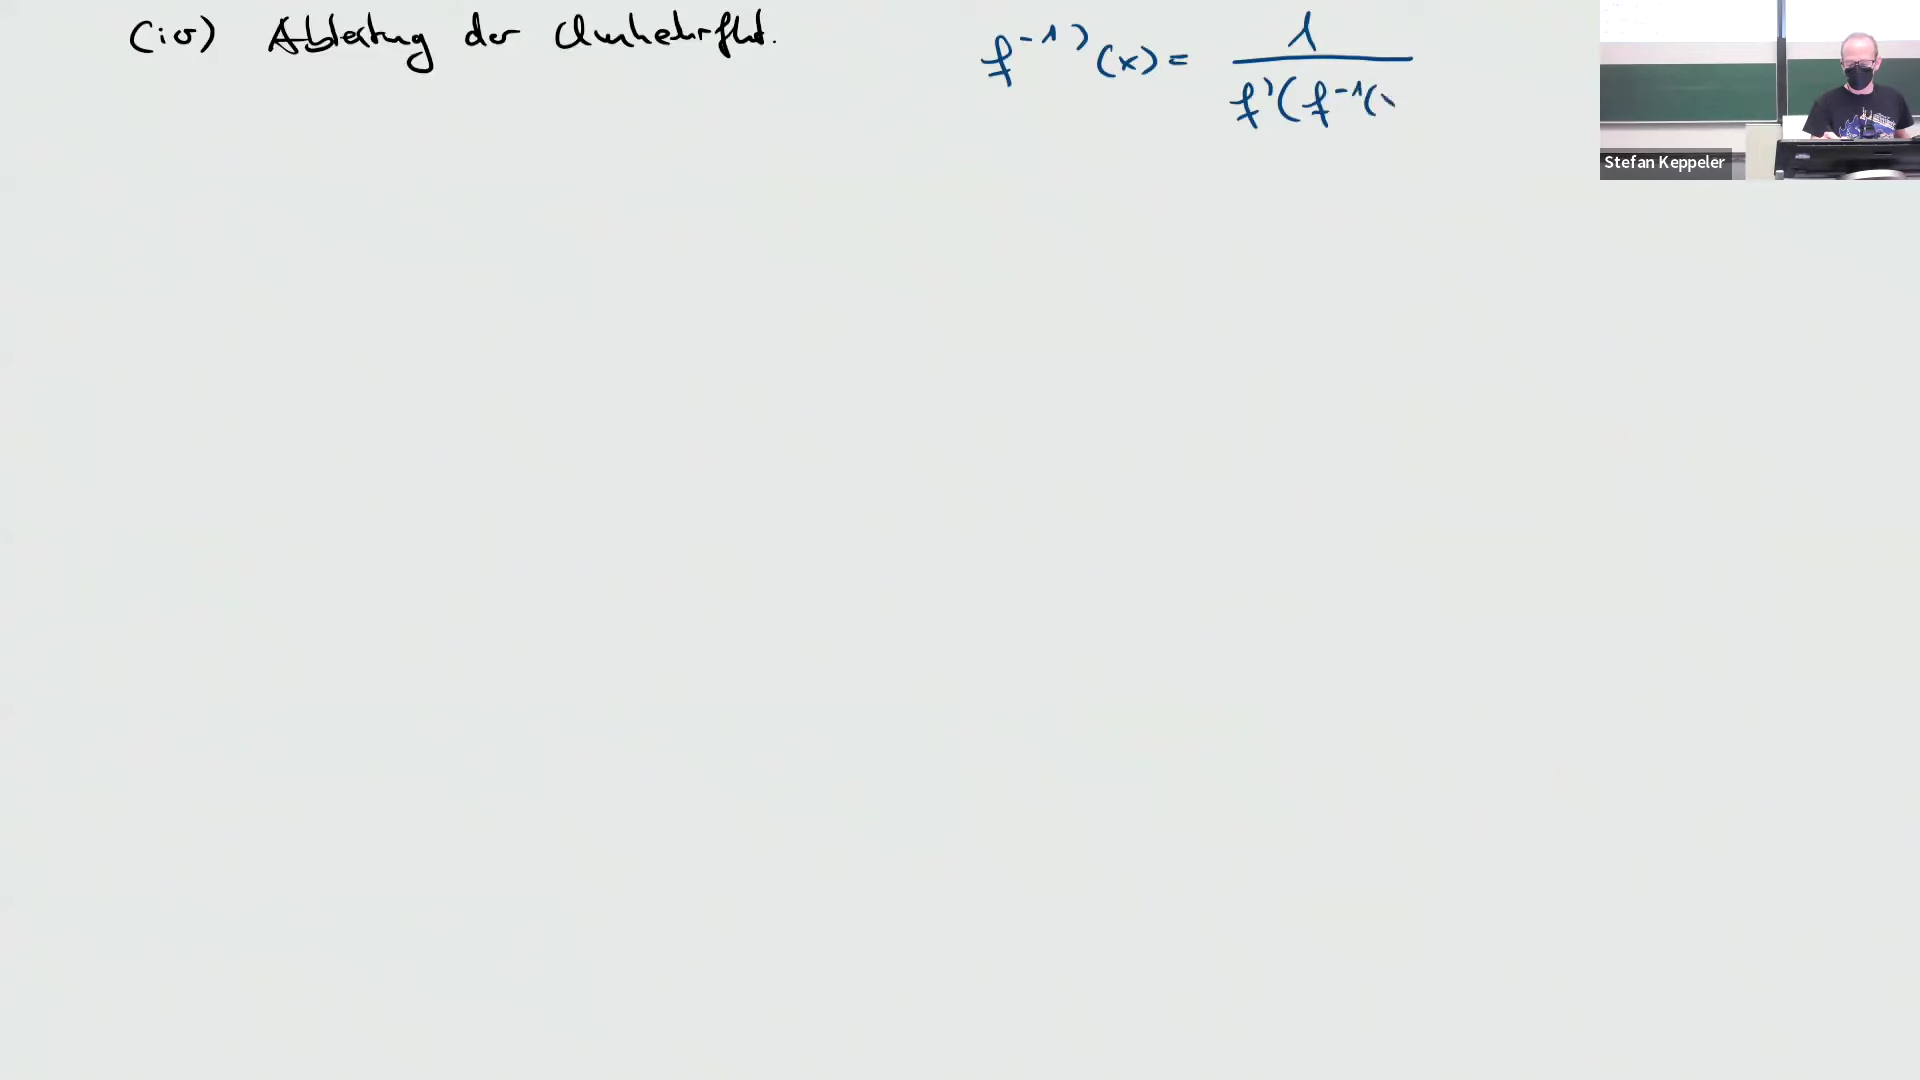 (iv) Ableitung der Umkehrfkt.
f⁻¹'(x) = 1 / f'(f⁻¹(
Stefan Keppeler